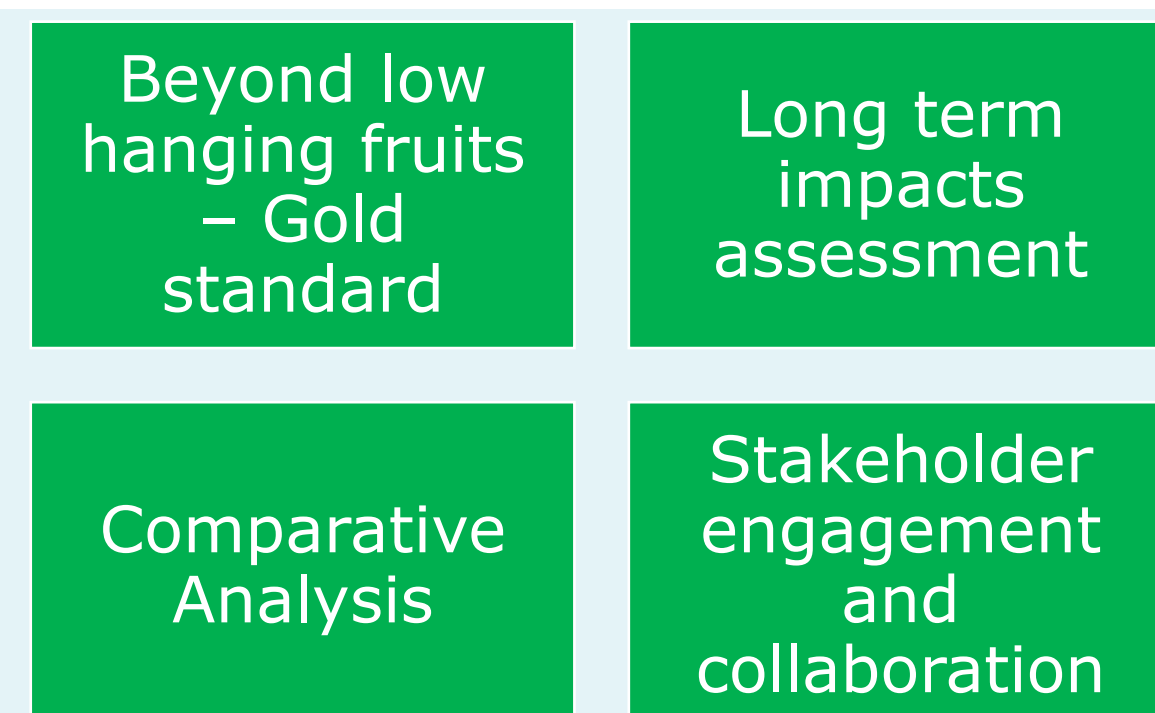 Beyond low
hanging fruits
– Gold
standard
Long term
impacts
assessment
Comparative
Analysis
Stakeholder
engagement
and
collaboration